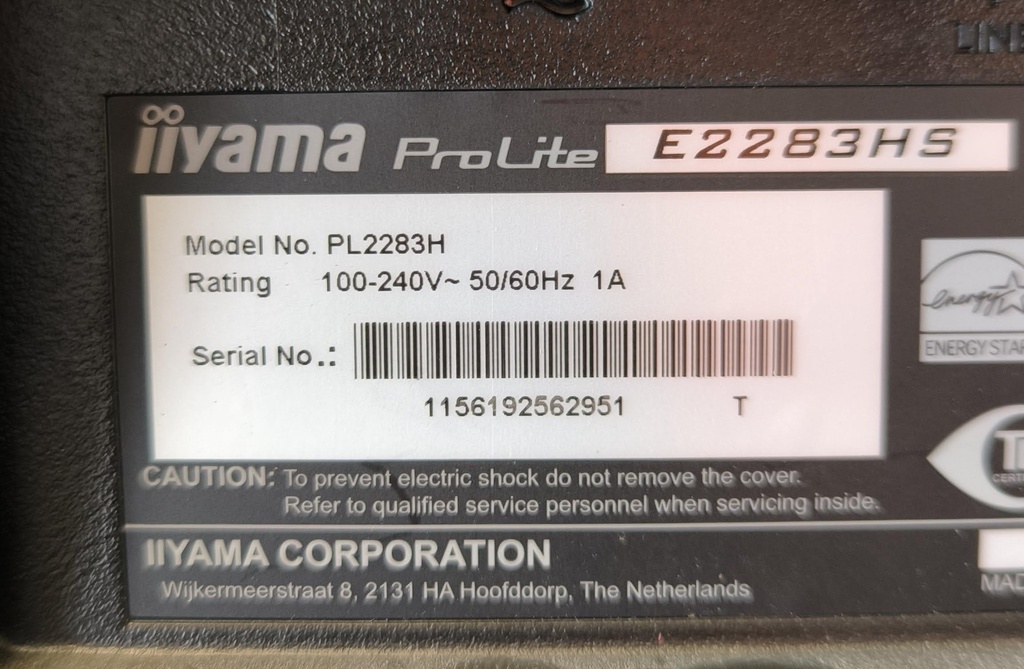 LINE
iiyama ProLite E2283HS
Model No. PL2283H
Rating 100-240V~ 50/60Hz 1A
Serial No.:
1156192562951 T
energy
ENERGY STAR
CAUTION: To prevent electric shock do not remove the cover.
Refer to qualified service personnel when servicing inside.
IIYAMA CORPORATION
Wijkermeerstraat 8, 2131 HA Hoofddorp, The Netherlands